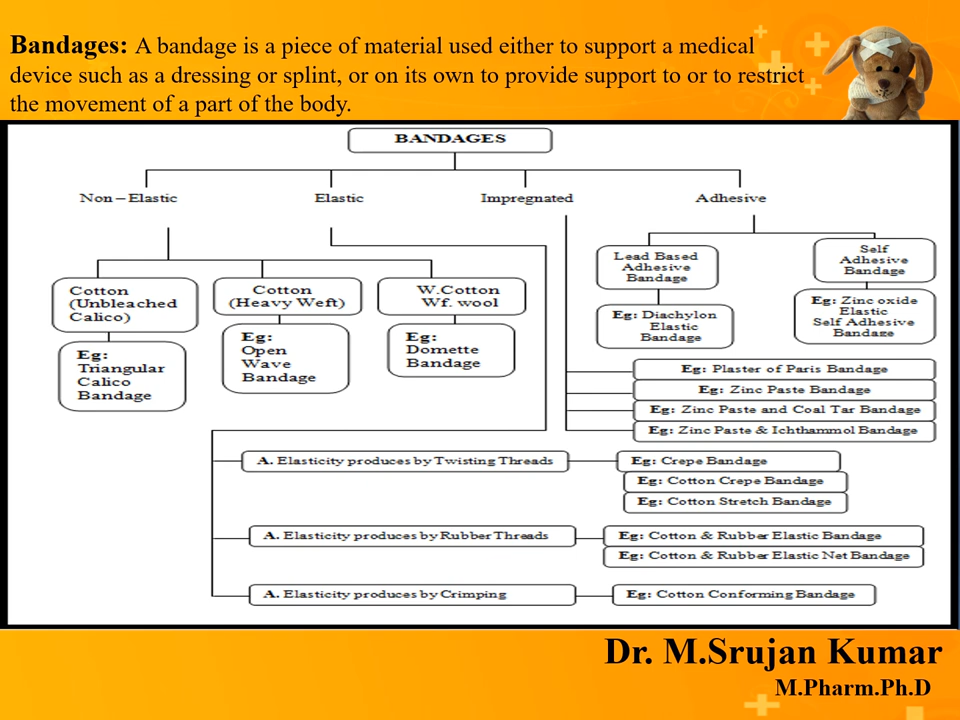 Bandages: A bandage is a piece of material used either to support a medical
device such as a dressing or splint, or on its own to provide support to or to restrict
the movement of a part of the body.
BANDAGES
Non – Elastic
Elastic
Impregnated
Adhesive
Cotton
(Unbleached
Calico)
Eg:
Triangular
Calico
Bandage
Cotton
(Heavy Weft)
Eg:
Open
Wave
Bandage
W.Cotton
Wf. wool
Eg:
Domette
Bandage
Lead Based
Adhesive
Bandage
Eg: Diachylon
Elastic
Bandage
Self
Adhesive
Bandage
Eg: Zinc oxide
Elastic
Self Adhesive
Bandage
Eg: Plaster of Paris Bandage
Eg: Zinc Paste Bandage
Eg: Zinc Paste and Coal Tar Bandage
Eg: Zinc Paste & Ichthammol Bandage
A. Elasticity produces by Twisting Threads
Eg: Crepe Bandage
Eg: Cotton Crepe Bandage
Eg: Cotton Stretch Bandage
A. Elasticity produces by Rubber Threads
Eg: Cotton & Rubber Elastic Bandage
Eg: Cotton & Rubber Elastic Net Bandage
A. Elasticity produces by Crimping
Eg: Cotton Conforming Bandage
Dr. M.Srujan Kumar
M.Pharm.Ph.D